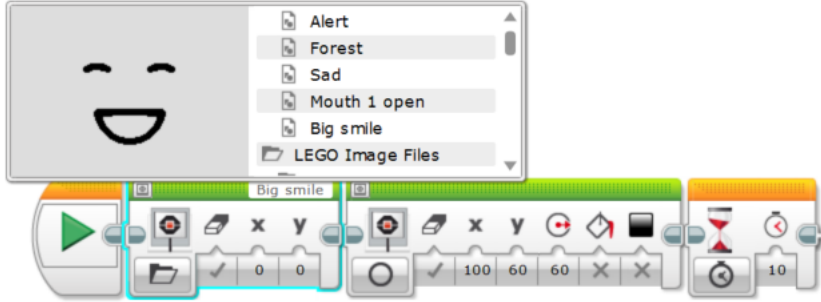 Alert
Forest
Sad
Mouth 1 open
Big smile
LEGO Image Files
Big smile
x y x y
0 0 100 60 60 10